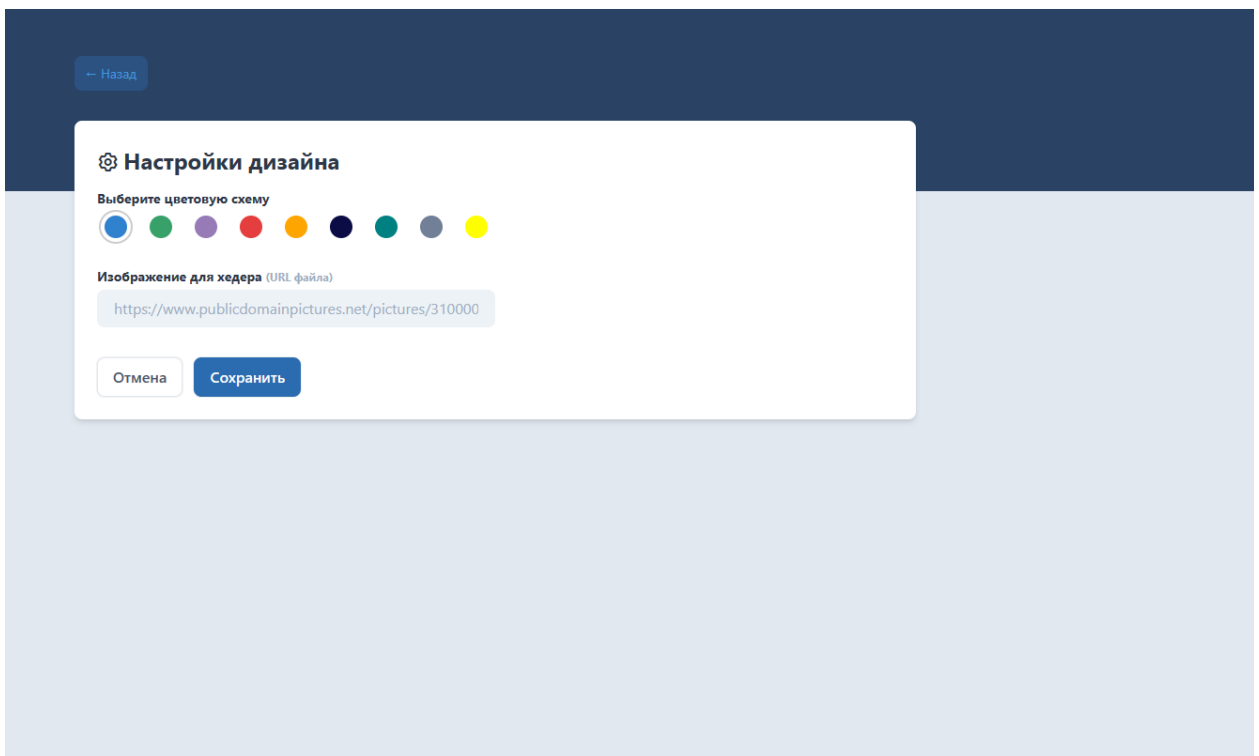 ← Назад
Настройки дизайна
Выберите цветовую схему
Изображение для хедера (URL файла)
https://www.publicdomainpictures.net/pictures/310000
Отмена
Сохранить